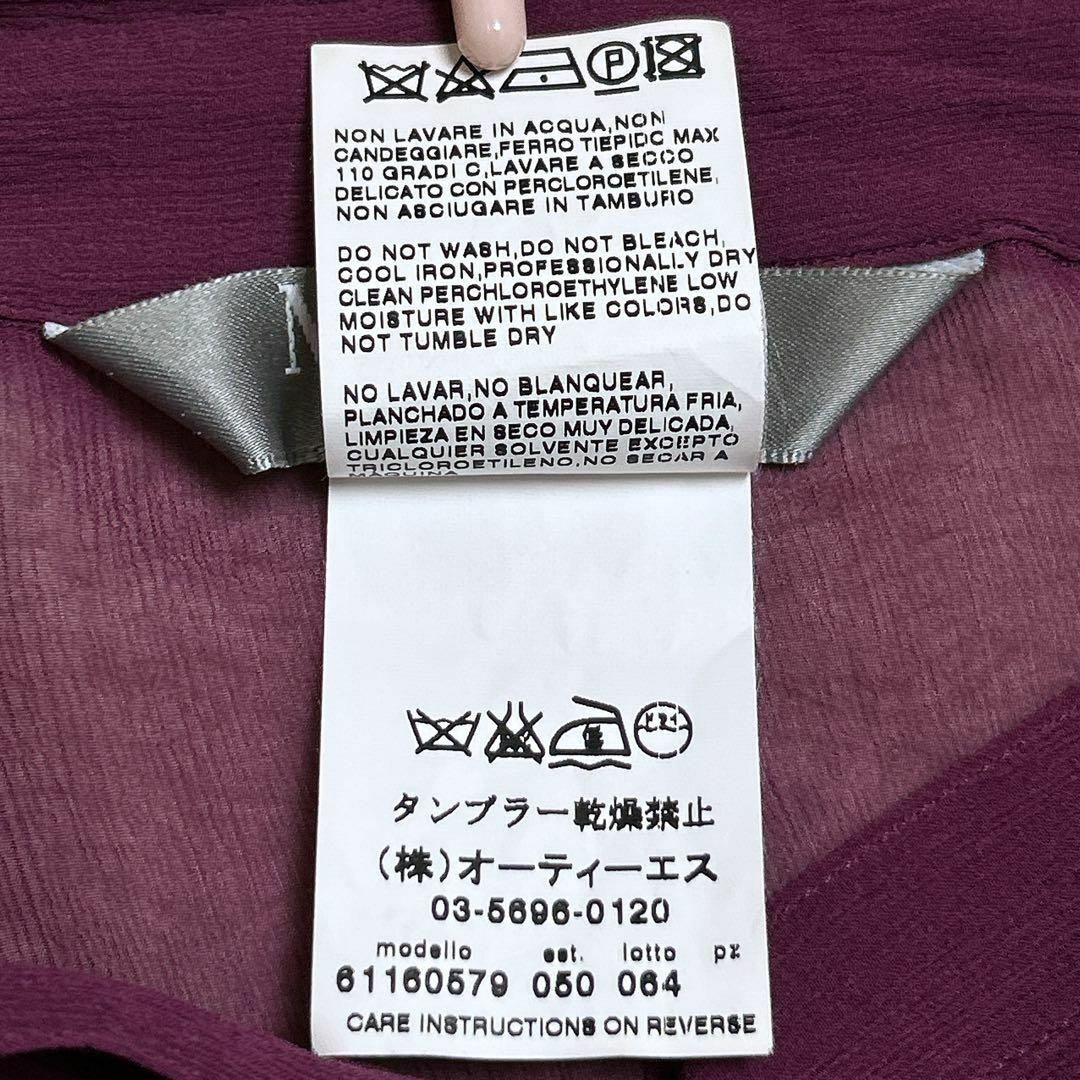 P
NON LAVARE IN ACQUA,NON
CANDEGGIARE,FERRO TIEPIDO MAX
110 GRADI C,LAVARE A SECCO
DELICATO CON PERCLOROETILENE,
NON ASCIUGARE IN TAMBURO
DO NOT WASH,DO NOT BLEACH,
COOL IRON,PROFESSIONALLY DRY
CLEAN PERCHLOROETHYLENE LOW
MOISTURE WITH LIKE COLORS,DO
NOT TUMBLE DRY
NO LAVAR,NO BLANQUEAR,
PLANCHADO A TEMPERATURA FRIA,
LIMPIEZA EN SECO MUY DELICADA,
CUALQUIER SOLVENTE EXCEPTO
TRICLOROETILENO,NO SECAR A
MAQUINA
タンブラー乾燥禁止
(株)オーティーエス
03-5696-0120
modello est. lotto pz
61160579 050 064
CARE INSTRUCTIONS ON REVERSE